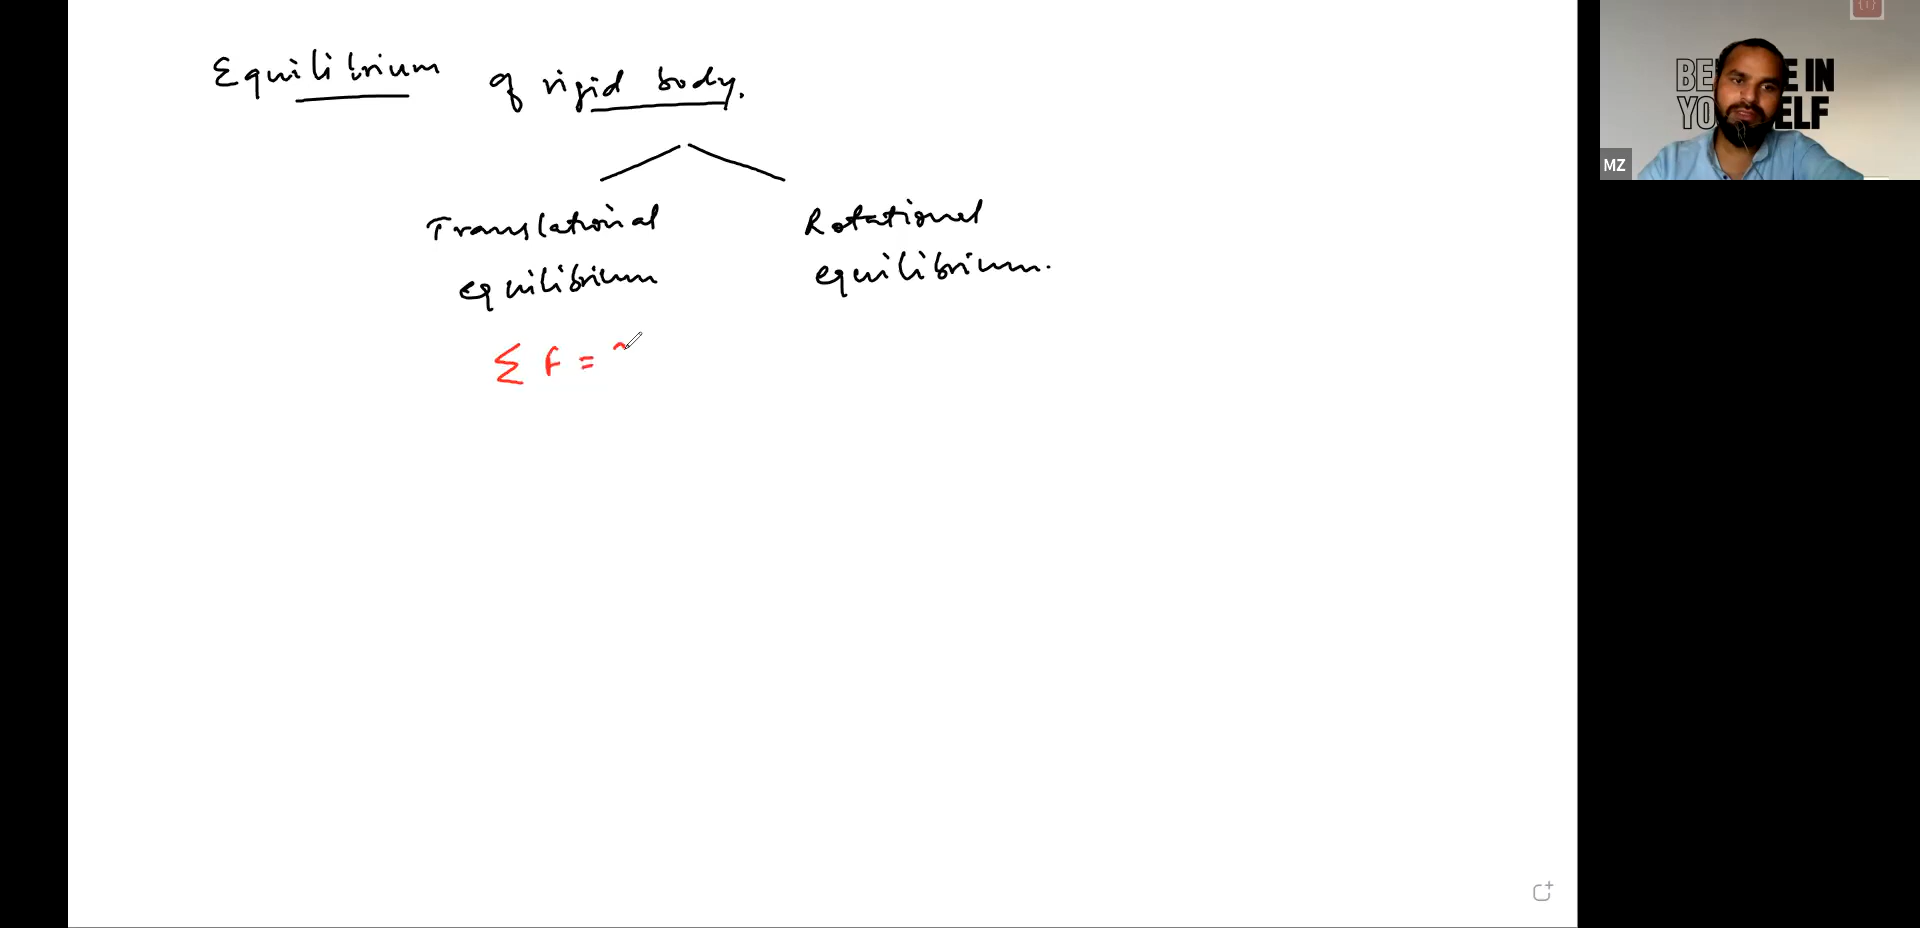 Equilibrium of rigid body.
Translational Rotational
equilibrium equilibrium.
Σ F =
BE IN
YO ELF
MZ